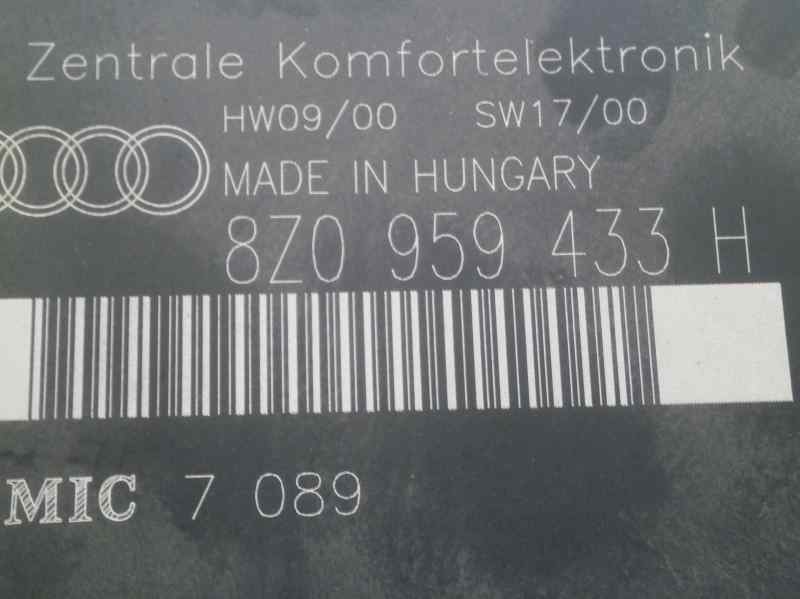 Zentrale Komfortelektronik
HW09/00 SW17/00
MADE IN HUNGARY
8Z0 959 433 H
MIC 7 089